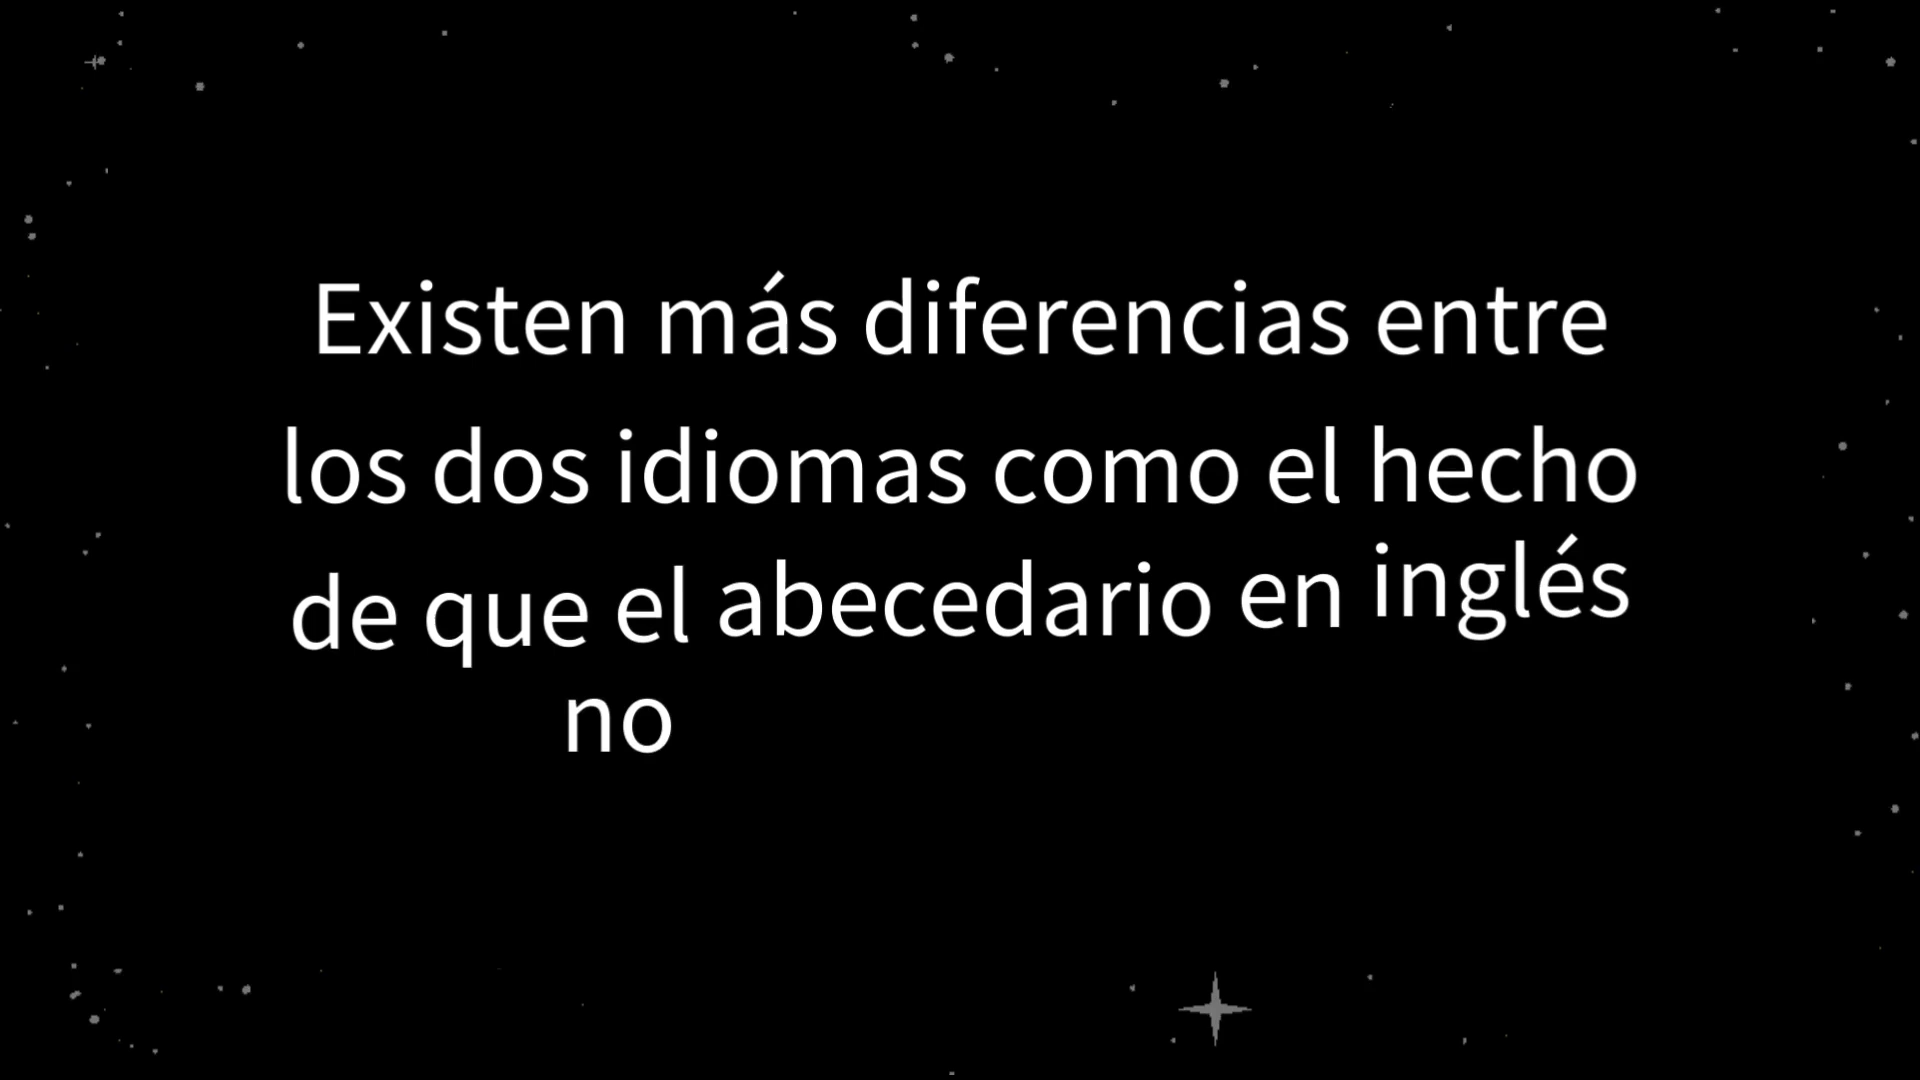 Existen más diferencias entre
los dos idiomas como el hecho
de que el abecedario en inglés
no